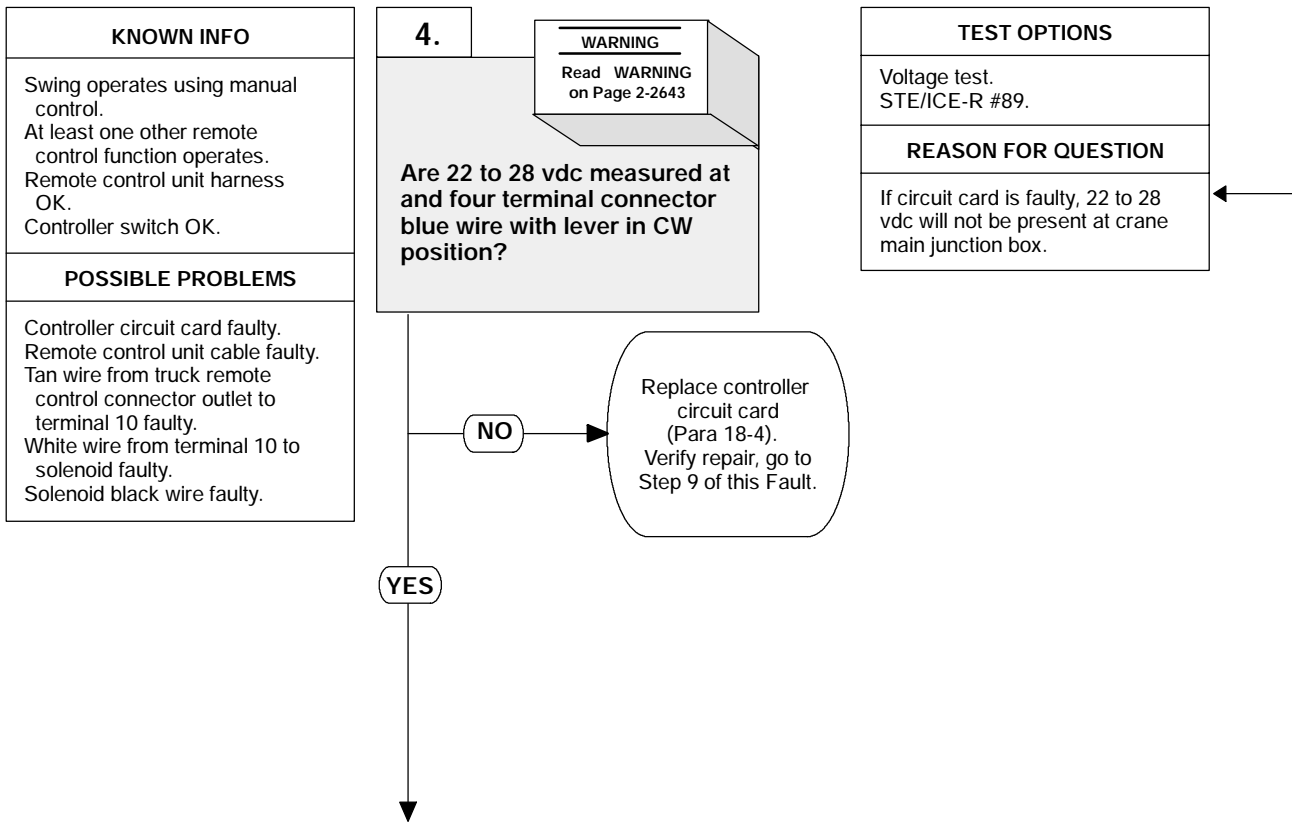 KNOWN INFO
Swing operates using manual
control.
At least one other remote
control function operates.
Remote control unit harness
OK.
Controller switch OK.
POSSIBLE PROBLEMS
Controller circuit card faulty.
Remote control unit cable faulty.
Tan wire from truck remote
control connector outlet to
terminal 10 faulty.
White wire from terminal 10 to
solenoid faulty.
Solenoid black wire faulty.
4.
WARNING
Read WARNING
on Page 2-2643
Are 22 to 28 vdc measured at
and four terminal connector
blue wire with lever in CW
position?
NO
Replace controller
circuit card
(Para 18-4).
Verify repair, go to
Step 9 of this Fault.
YES
TEST OPTIONS
Voltage test.
STE/ICE-R #89.
REASON FOR QUESTION
If circuit card is faulty, 22 to 28
vdc will not be present at crane
main junction box.